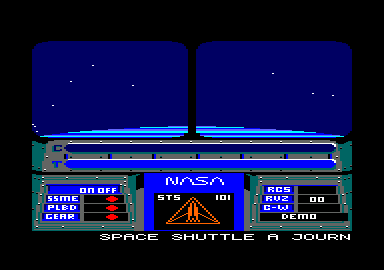 C
T
NASA
ON OFF
SSME
PLBD
GEAR
STS 101
RCS
RVZ 00
C-W
DEMO
SPACE SHUTTLE A JOURN